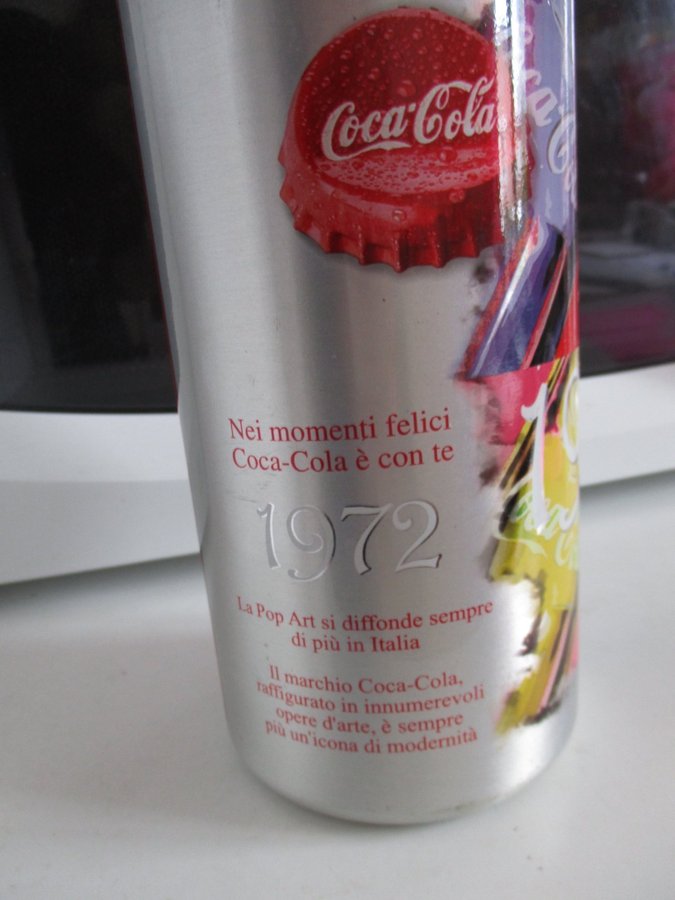 Coca-Cola
Nei momenti felici
Coca-Cola è con te
1972
La Pop Art si diffonde sempre
di più in Italia
Il marchio Coca-Cola,
raffigurato in innumerevoli
opere d'arte, è sempre
più un'icona di modernità